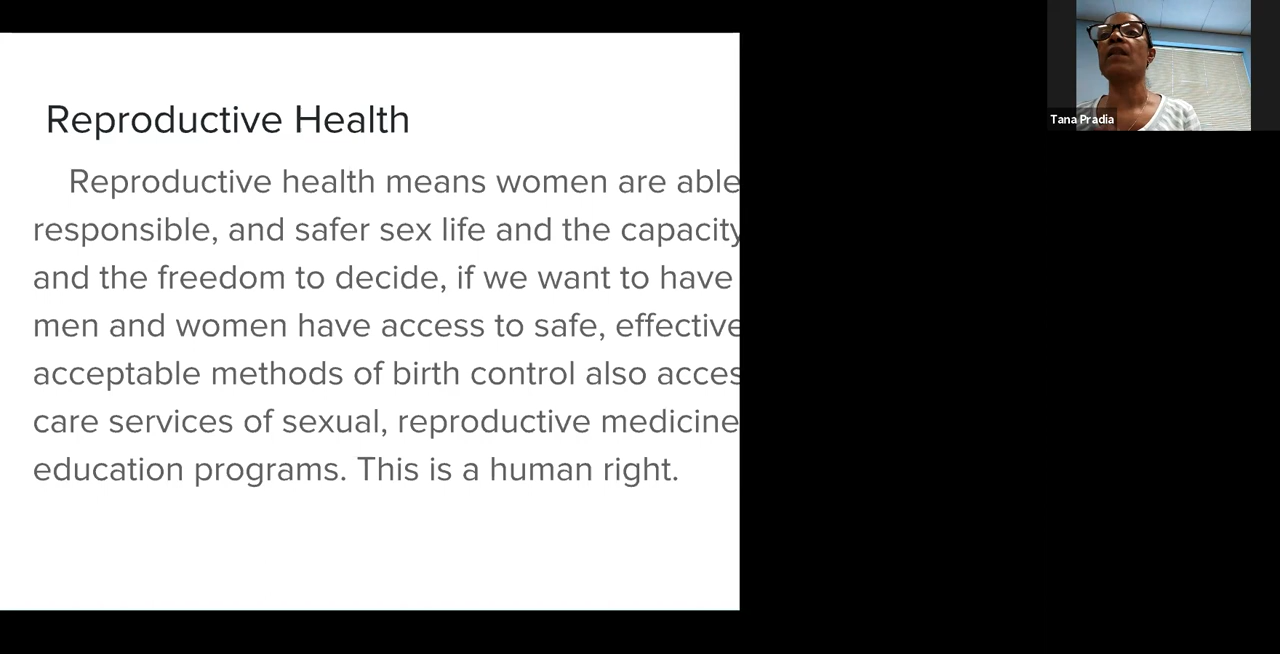 Reproductive Health
Reproductive health means women are able
responsible, and safer sex life and the capacity
and the freedom to decide, if we want to have
men and women have access to safe, effective
acceptable methods of birth control also acces
care services of sexual, reproductive medicine
education programs. This is a human right.
Tana Pradia